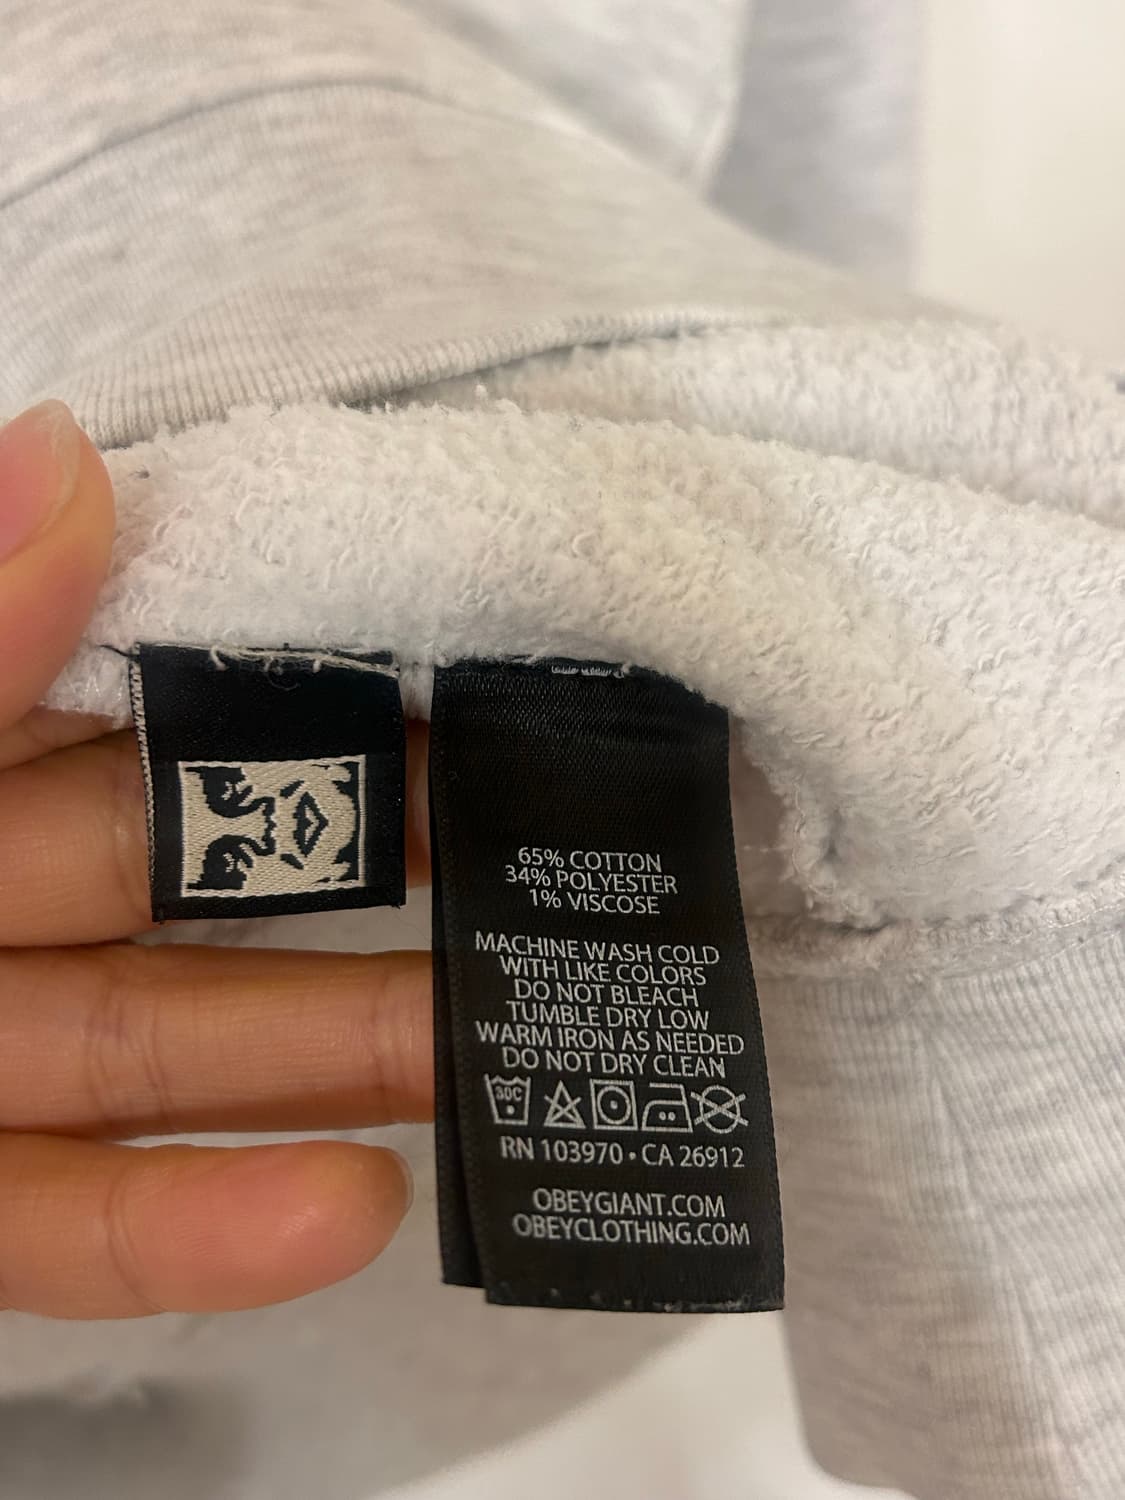 65% COTTON
34% POLYESTER
1% VISCOSE
MACHINE WASH COLD
WITH LIKE COLORS
DO NOT BLEACH
TUMBLE DRY LOW
WARM IRON AS NEEDED
DO NOT DRY CLEAN
30C
RN 103970 • CA 26912
OBEYGIANT.COM
OBEYCLOTHING.COM